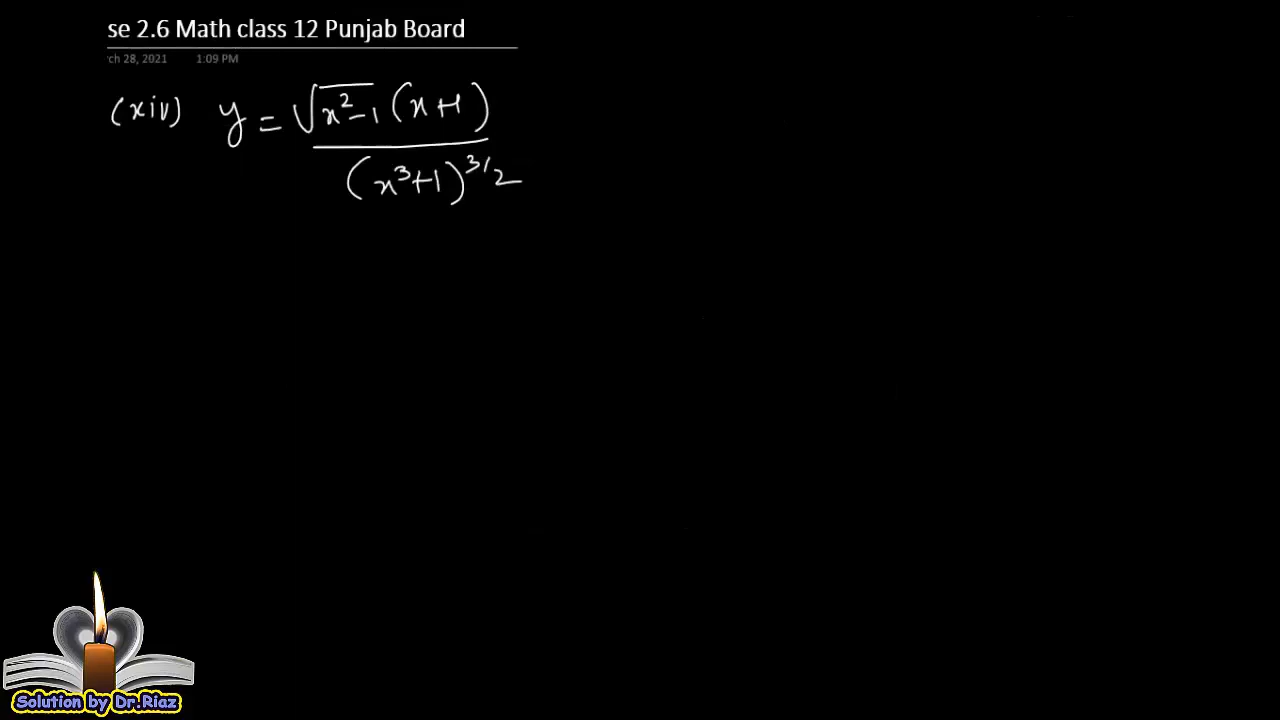 se 2.6 Math class 12 Punjab Board
rch 28, 2021 1:09 PM
(xiv) y = √(x²-1) (x+1)
(x³+1)^3/2
Solution by Dr.Riaz